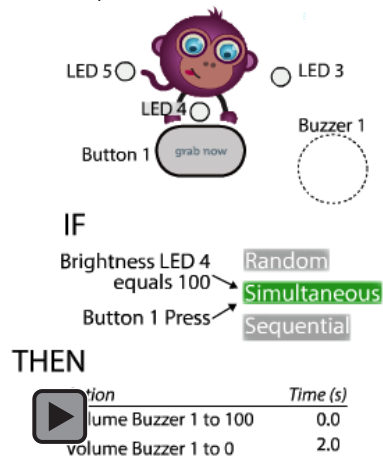 LED 5
LED 3
LED 4
Buzzer 1
Button 1
grab now
IF
Brightness LED 4
equals 100
Button 1 Press
Random
Simultaneous
Sequential
THEN
Time (s)
Buzzer 1 to 100 0.0
Volume Buzzer 1 to 0 2.0